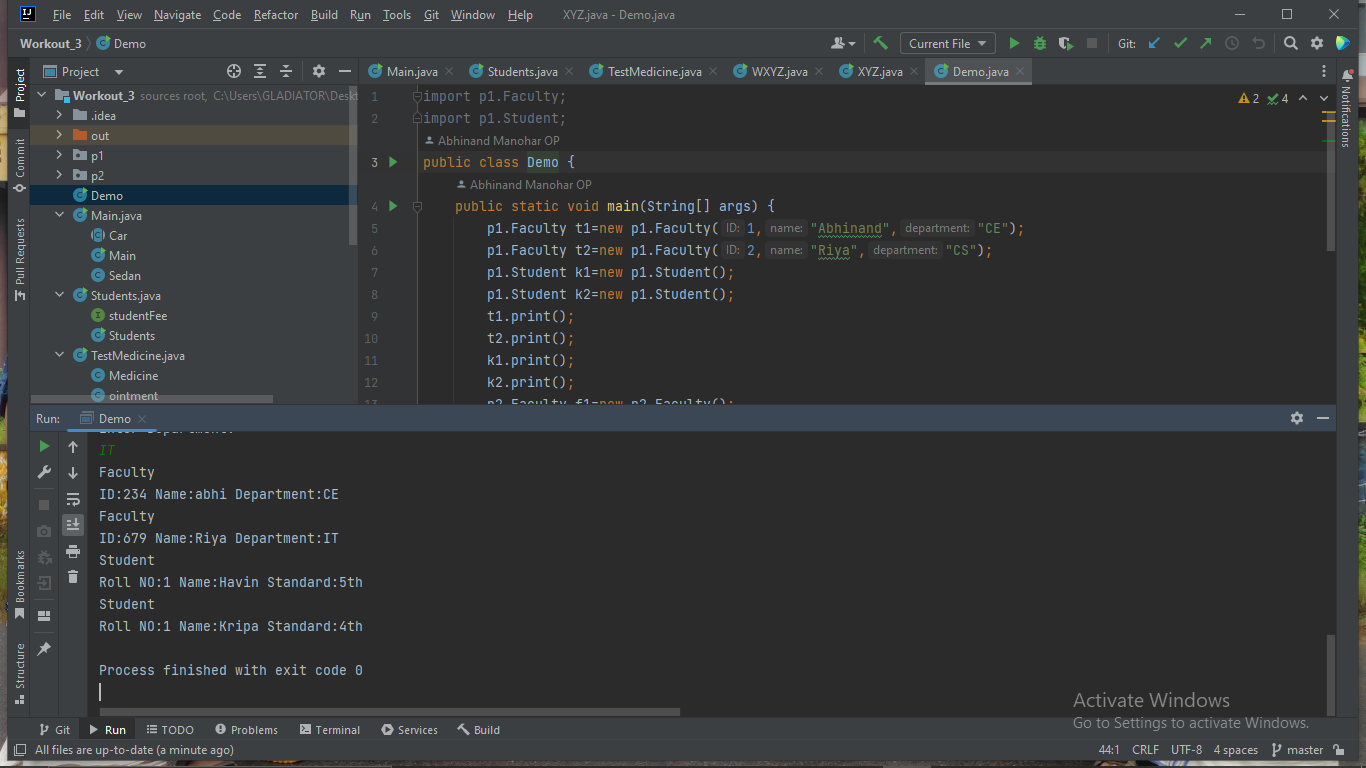 File Edit View Navigate Code Refactor Build Run Tools Git Window Help XYZ.java - Demo.java
Workout_3 Demo Current File Git:
Project Main.java Students.java TestMedicine.java WXYZ.java XYZ.java Demo.java
Workout_3 sources root, C:\Users\GLADIATOR\Deskt
.idea
out
p1
p2
Demo
Main.java
Car
Main
Sedan
Students.java
studentFee
Students
TestMedicine.java
Medicine
ointment
Project
Commit
Pull Request
Bookmarks
Structure
Notifications
2 4
1 import p1.Faculty;
2 import p1.Student;
Abhinand Manohar OP
3 public class Demo {
Abhinand Manohar OP
4 public static void main(String[] args) {
5 p1.Faculty t1=new p1.Faculty( ID: 1, name: "Abhinand", department: "CE");
6 p1.Faculty t2=new p1.Faculty( ID: 2, name: "Riya", department: "CS");
7 p1.Student k1=new p1.Student();
8 p1.Student k2=new p1.Student();
9 t1.print();
10 t2.print();
11 k1.print();
12 k2.print();
13 p2.Faculty f1=new p2.Faculty();
Run: Demo
IT
Faculty
ID:234 Name:abhi Department:CE
Faculty
ID:679 Name:Riya Department:IT
Student
Roll NO:1 Name:Havin Standard:5th
Student
Roll NO:1 Name:Kripa Standard:4th
Process finished with exit code 0
Activate Windows
Go to Settings to activate Windows.
Git Run TODO Problems Terminal Services Build
All files are up-to-date (a minute ago) 44:1 CRLF UTF-8 4 spaces master